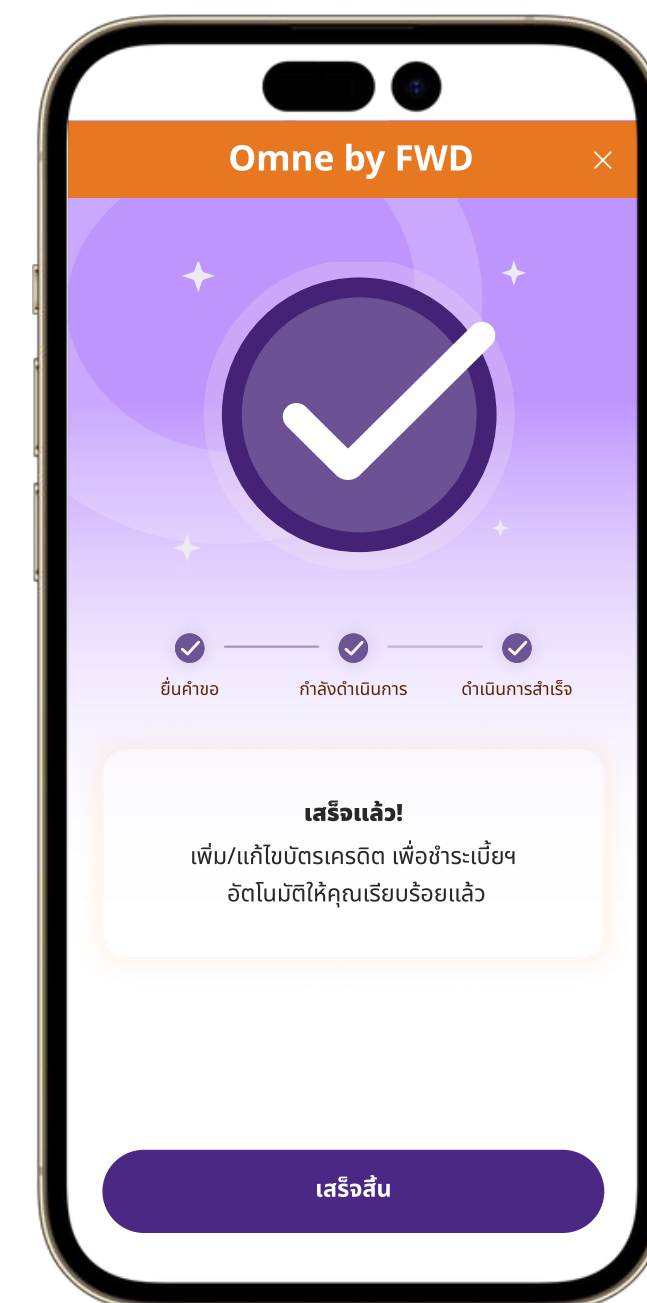 Omne by FWD
ยื่นคำขอ
กำลังดำเนินการ
ดำเนินการสำเร็จ
เสร็จแล้ว!
เพิ่ม/แก้ไขบัตรเครดิต เพื่อชำระเบี้ยฯ
อัตโนมัติให้คุณเรียบร้อยแล้ว
เสร็จสิ้น